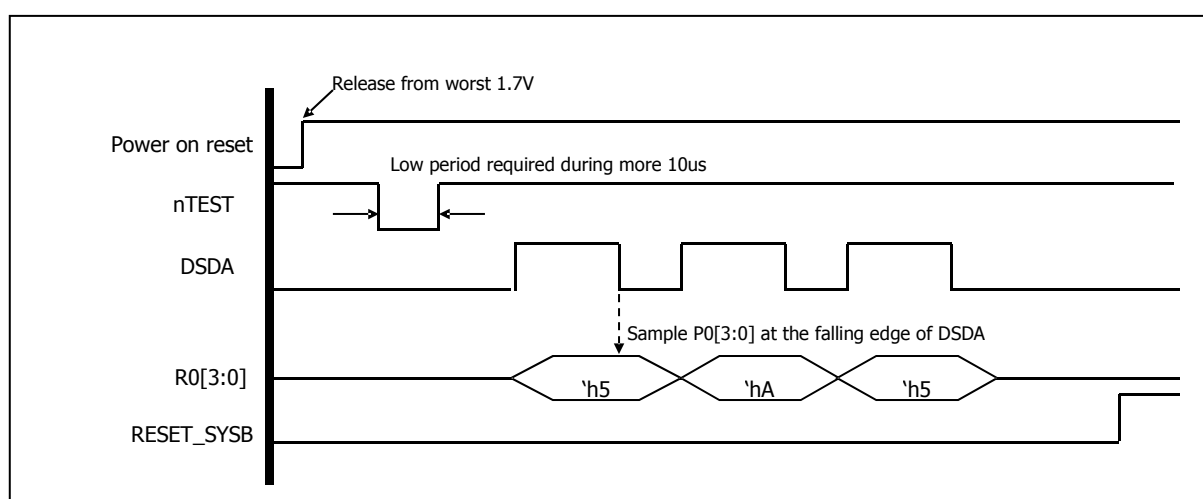 Release from worst 1.7V
Power on reset
Low period required during more 10us
nTEST
DSDA
Sample P0[3:0] at the falling edge of DSDA
R0[3:0]
‘h5
‘hA
‘h5
RESET_SYSB